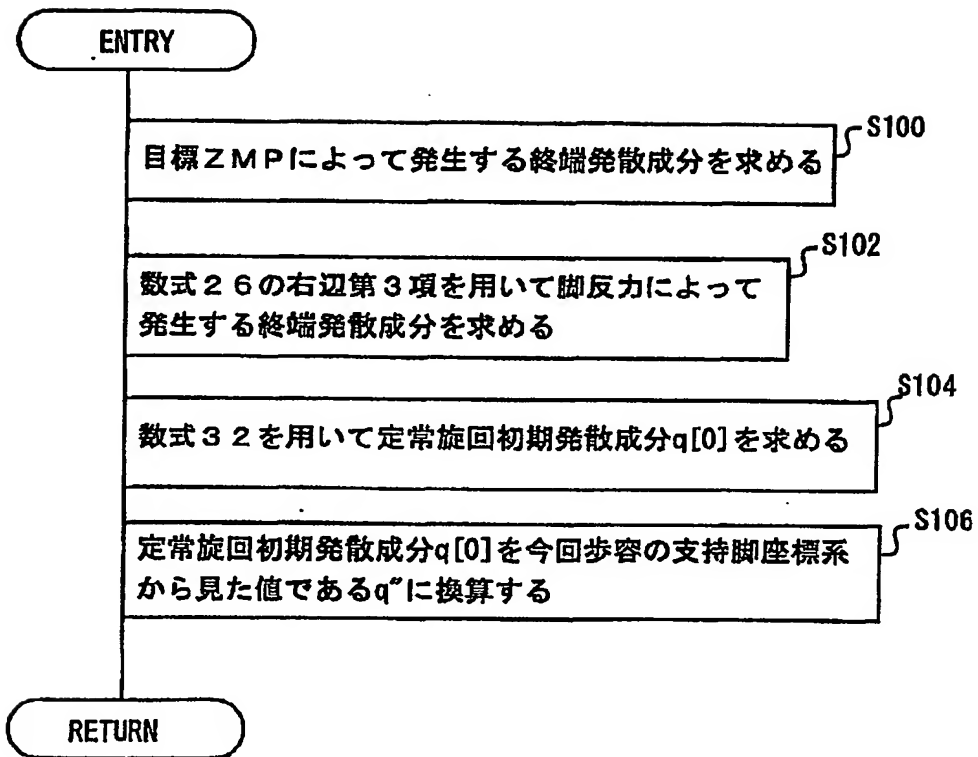 ENTRY
S100
目標ZMPによって発生する終端発散成分を求める
S102
数式26の右辺第3項を用いて脚反力によって
発生する終端発散成分を求める
S104
数式32を用いて定常旋回初期発散成分q[0]を求める
S106
定常旋回初期発散成分q[0]を今回歩容の支持脚座標系
から見た値であるq”に換算する
RETURN